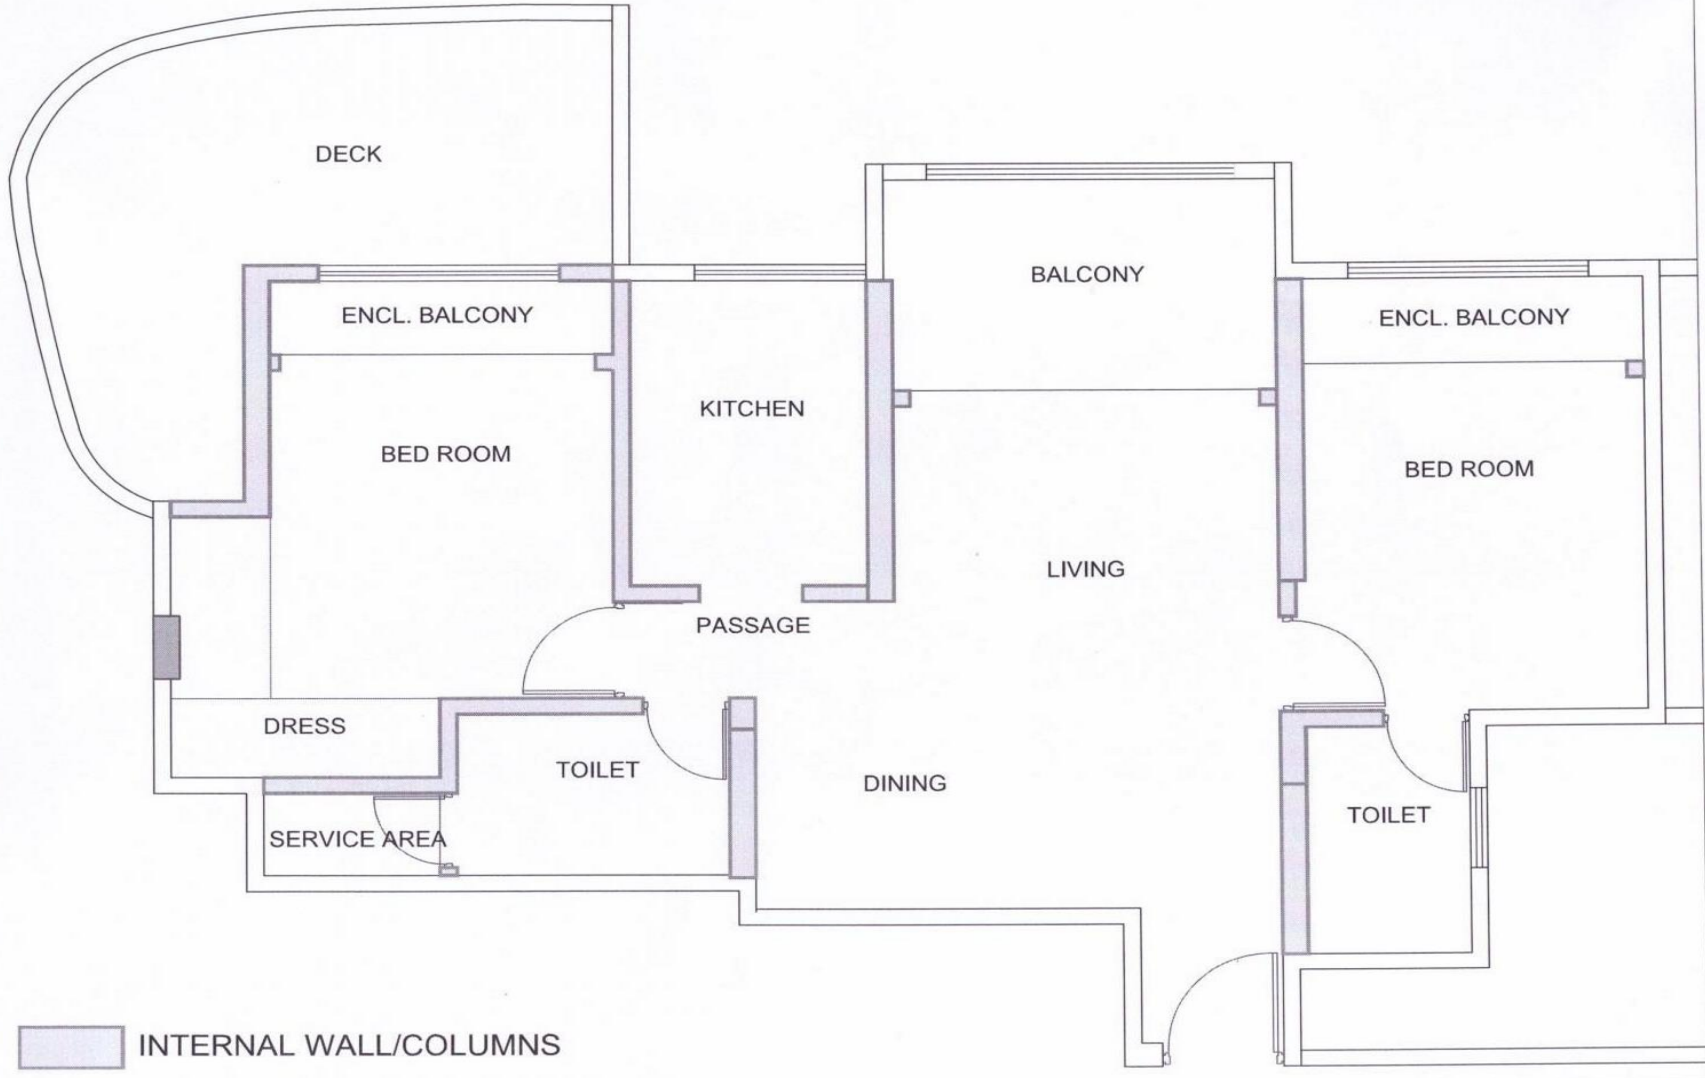 DECK
BALCONY
ENCL. BALCONY
ENCL. BALCONY
KITCHEN
BED ROOM
BED ROOM
LIVING
PASSAGE
DRESS
TOILET
DINING
TOILET
SERVICE AREA
INTERNAL WALL/COLUMNS